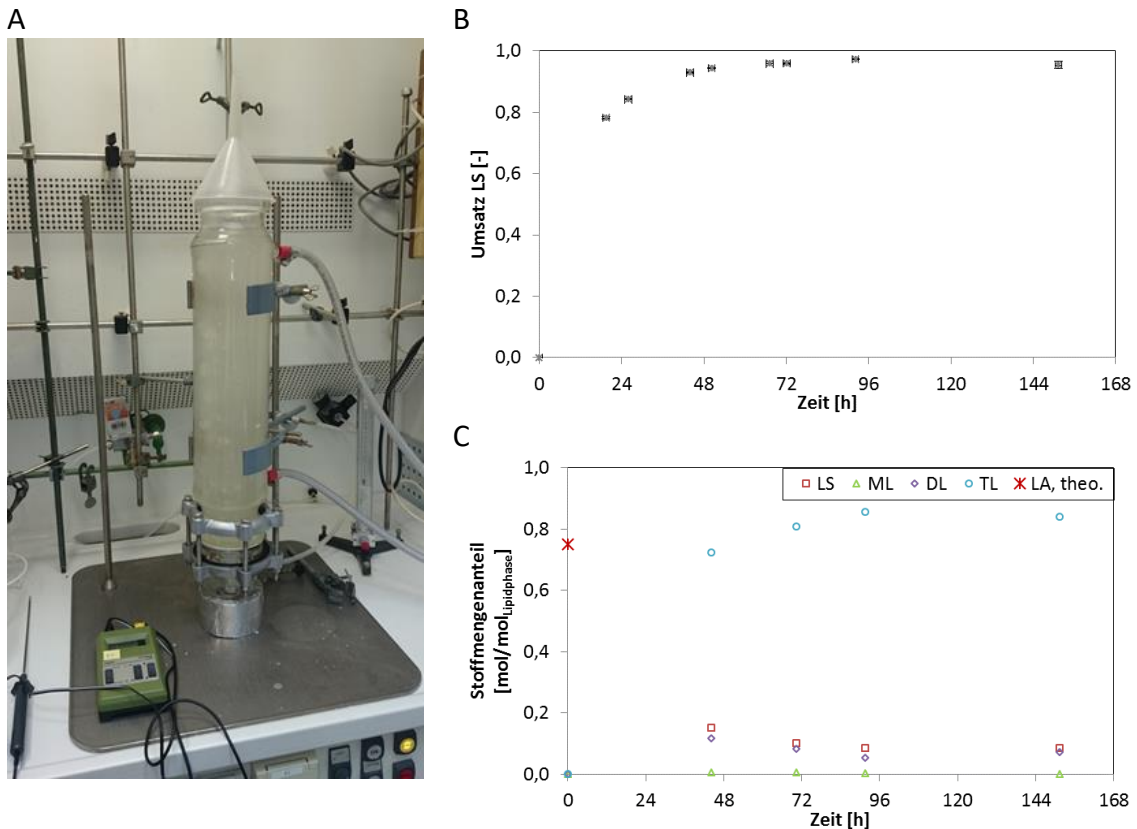 A
B
1,0
0,8
0,6
0,4
0,2
0,0
Umsatz LS [-]
0 24 48 72 96 120 144 168
Zeit [h]
C
LS ML DL TL LA, theo.
1,0
0,8
0,6
0,4
0,2
0,0
Stoffmengenanteil
[mol/mol Lipidphase]
0 24 48 72 96 120 144 168
Zeit [h]